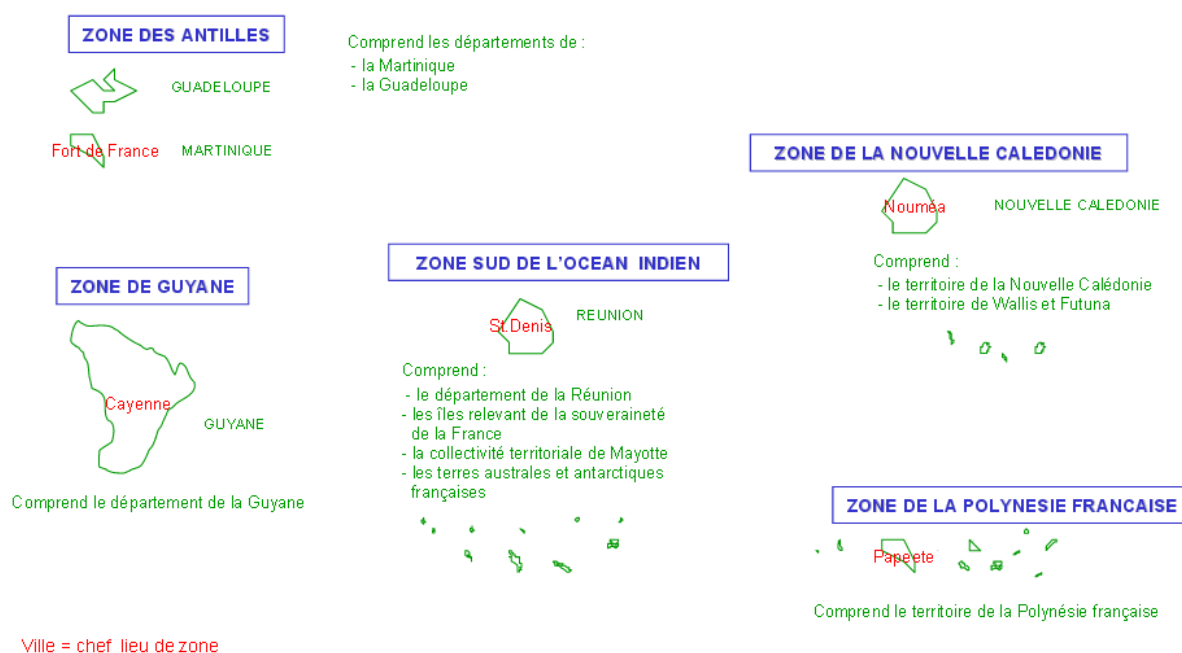 ZONE DES ANTILLES
Comprend les départements de :
- la Martinique
- la Guadeloupe
GUADELOUPE
Fort de France
MARTINIQUE
ZONE DE LA NOUVELLE CALEDONIE
Nouméa
NOUVELLE CALEDONIE
Comprend :
- le territoire de la Nouvelle Calédonie
- le territoire de Wallis et Futuna
ZONE SUD DE L'OCEAN INDIEN
St.Denis
REUNION
Comprend :
- le département de la Réunion
- les îles relevant de la souveraineté
de la France
- la collectivité territoriale de Mayotte
- les terres australes et antarctiques
françaises
ZONE DE GUYANE
Cayenne
GUYANE
Comprend le département de la Guyane
ZONE DE LA POLYNESIE FRANCAISE
Papeete
Comprend le territoire de la Polynésie française
Ville = chef lieu de zone